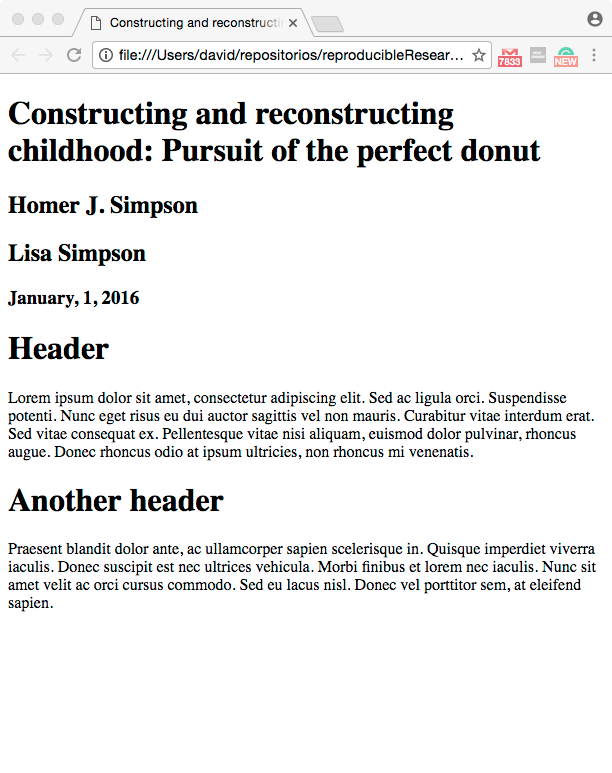 Constructing and reconstructi
file:///Users/david/repositorios/reproducibleResear...
7833
NEW
Constructing and reconstructing
childhood: Pursuit of the perfect donut
Homer J. Simpson
Lisa Simpson
January, 1, 2016
Header
Lorem ipsum dolor sit amet, consectetur adipiscing elit. Sed ac ligula orci. Suspendisse
potenti. Nunc eget risus eu dui auctor sagittis vel non mauris. Curabitur vitae interdum erat.
Sed vitae consequat ex. Pellentesque vitae nisi aliquam, euismod dolor pulvinar, rhoncus
augue. Donec rhoncus odio at ipsum ultricies, non rhoncus mi venenatis.
Another header
Praesent blandit dolor ante, ac ullamcorper sapien scelerisque in. Quisque imperdiet viverra
iaculis. Donec suscipit est nec ultrices vehicula. Morbi finibus et lorem nec iaculis. Nunc sit
amet velit ac orci cursus commodo. Sed eu lacus nisl. Donec vel porttitor sem, at eleifend
sapien.